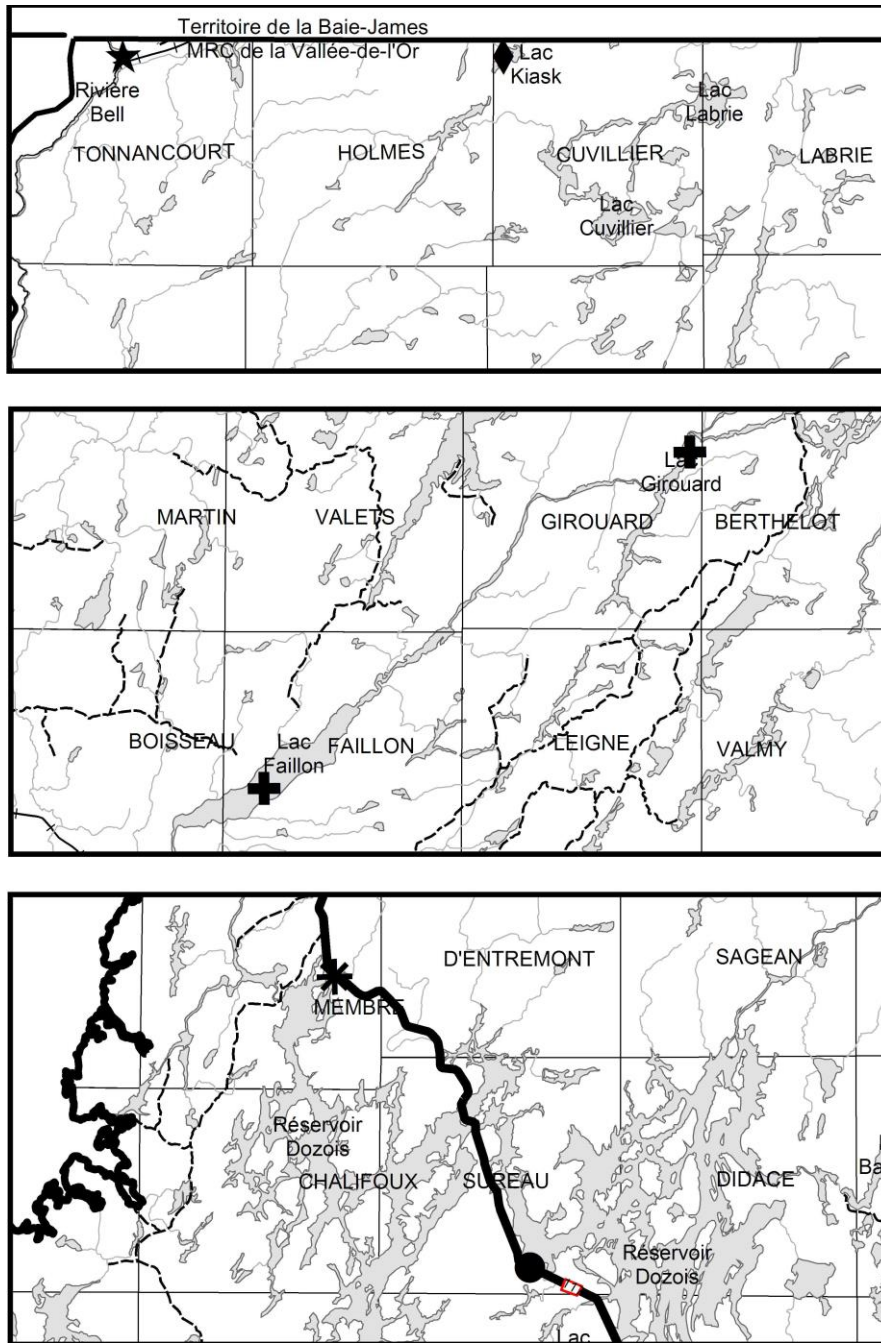 Territoire de la Baie-James
MRC de la Vallée-de-l'Or
Rivière
Bell
Lac
Kiask
Lac
Labrie
TONNANCOURT
HOLMES
CUVILLIER
LABRIE
Lac
Cuvillier
Lac
Girouard
MARTIN
VALETS
GIROUARD
BERTHELOT
BOISSEAU
Lac
Faillon
FAILLON
LEIGNE
VALMY
D'ENTREMONT
SAGEAN
MEMBRÉ
Réservoir
Dozois
CHALIFOUX
SUREAU
DIDACE
Ba
Réservoir
Dozois
Lac